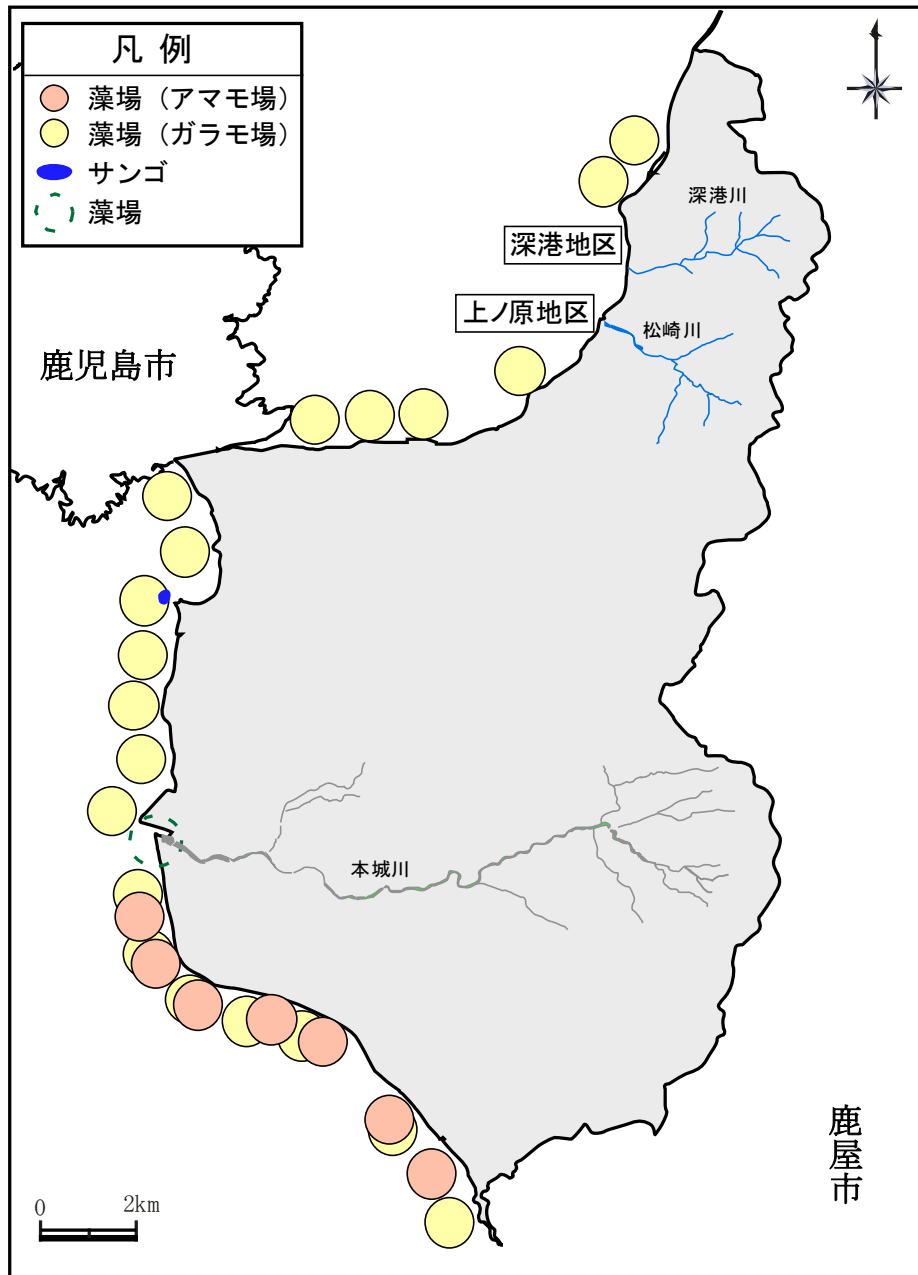 凡 例
藻場（アマモ場）
藻場（ガラモ場）
サンゴ
藻場
深港川
深港地区
上ノ原地区
松崎川
鹿児島市
本城川
鹿屋市
0 2km